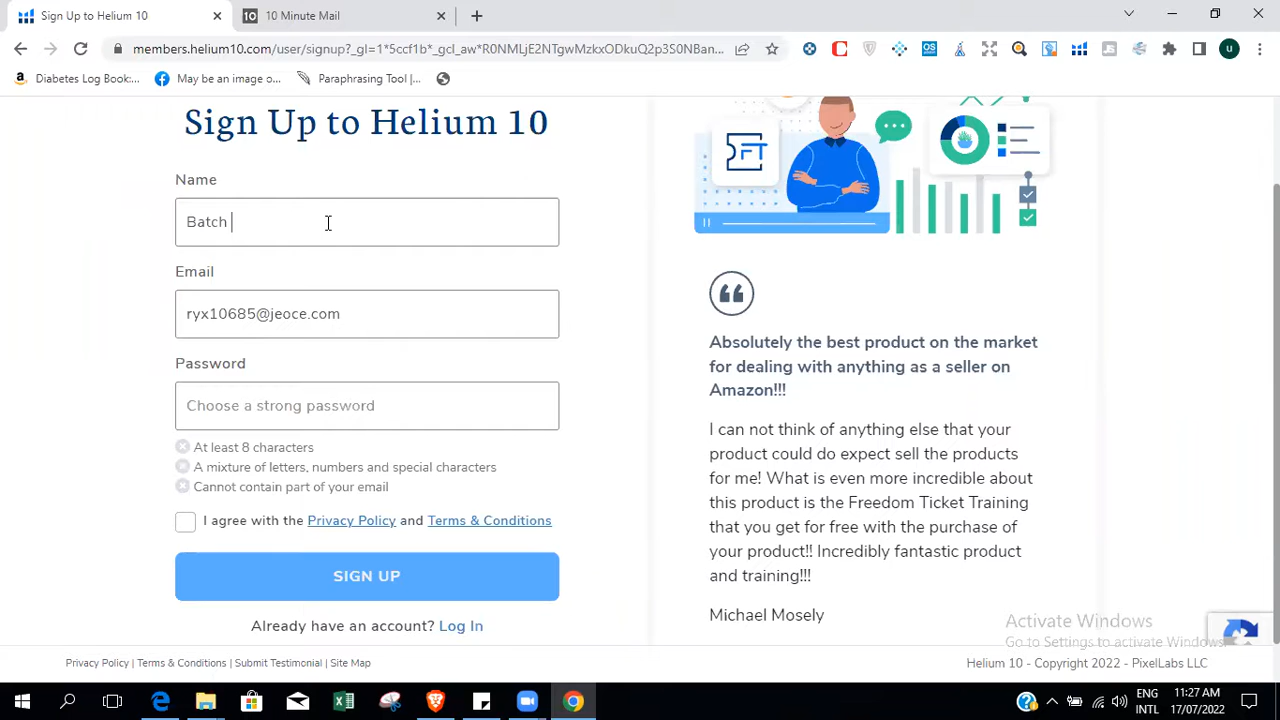 Sign Up to Helium 10
10 Minute Mail
10
members.helium10.com/user/signup?_gl=1*5ccf1b*_gcl_aw*R0NMLjE2NTgwMzkxODkuQ2p3S0NBan...
Diabetes Log Book:...
May be an image o...
Paraphrasing Tool |...
Sign Up to Helium 10
Name
Batch
Email
ryx10685@jeoce.com
Password
Choose a strong password
At least 8 characters
A mixture of letters, numbers and special characters
Cannot contain part of your email
I agree with the Privacy Policy and Terms & Conditions
SIGN UP
Already have an account? Log In
FT
Absolutely the best product on the market
for dealing with anything as a seller on
Amazon!!!
I can not think of anything else that your
product could do expect sell the products
for me! What is even more incredible about
this product is the Freedom Ticket Training
that you get for free with the purchase of
your product!! Incredibly fantastic product
and training!!!
Michael Mosely
Activate Windows
Go to Settings to activate Windows.
Privacy Policy | Terms & Conditions | Submit Testimonial | Site Map
Helium 10 - Copyright 2022 - PixelLabs LLC
ENG
INTL
11:27 AM
17/07/2022